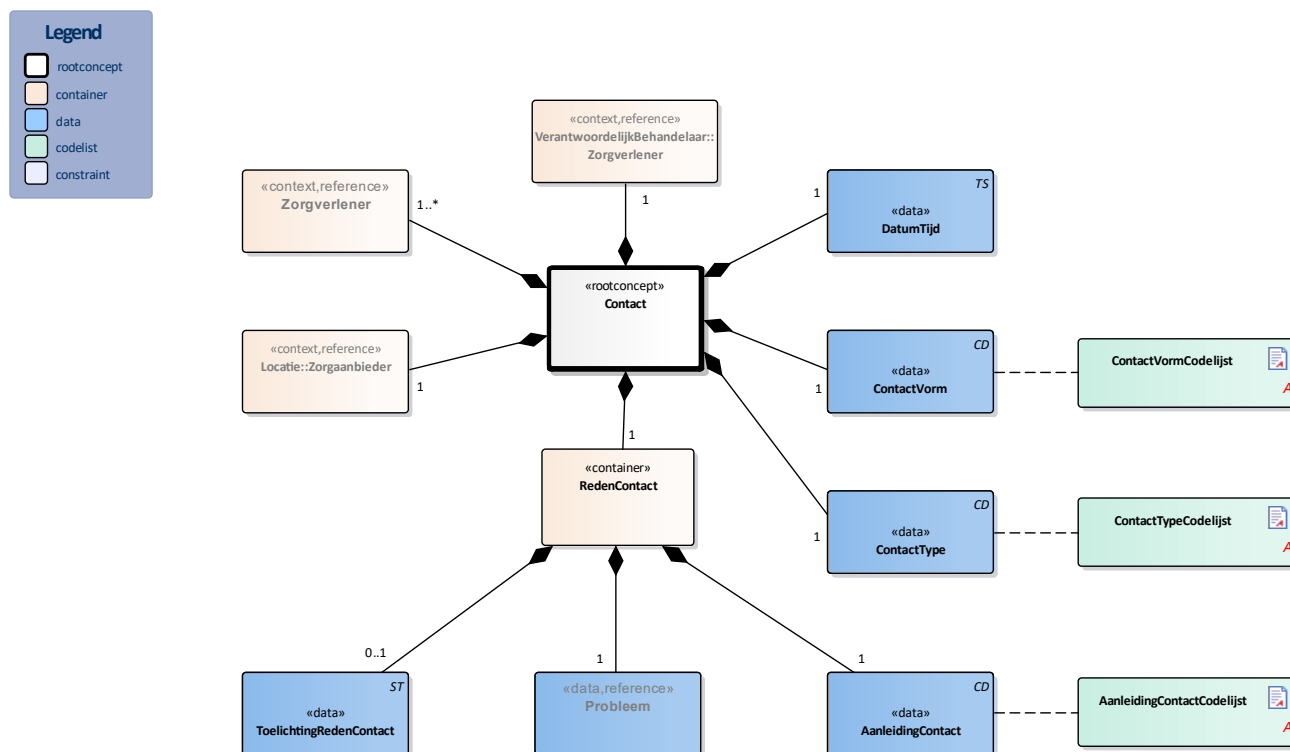 Legend
rootconcept
container
data
codelist
constraint
«context,reference»
VerantwoordelijkBehandelaar::
Zorgverlener
1
«context,reference»
Zorgverlener
1..*
TS
«data»
DatumTijd
1
«rootconcept»
Contact
«context,reference»
Locatie::Zorgaanbieder
1
CD
«data»
ContactVorm
1
ContactVormCodelijst
A
1
«container»
RedenContact
CD
«data»
ContactType
1
ContactTypeCodelijst
A
0..1
ST
«data»
ToelichtingRedenContact
1
«data,reference»
Probleem
1
CD
«data»
AanleidingContact
AanleidingContactCodelijst
A